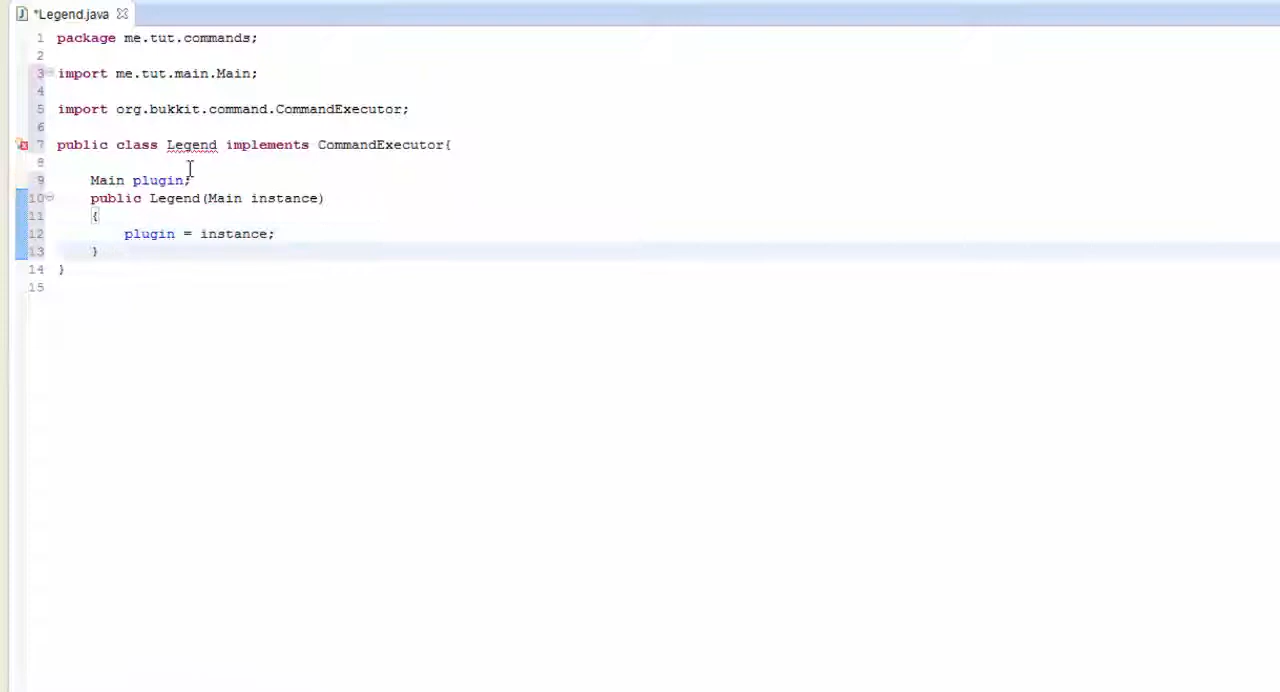 *Legend.java
1 package me.tut.commands;
2
3 import me.tut.main.Main;
4
5 import org.bukkit.command.CommandExecutor;
6
7 public class Legend implements CommandExecutor{
8
9 Main plugin;
10 public Legend(Main instance)
11 {
12 plugin = instance;
13 }
14 }
15